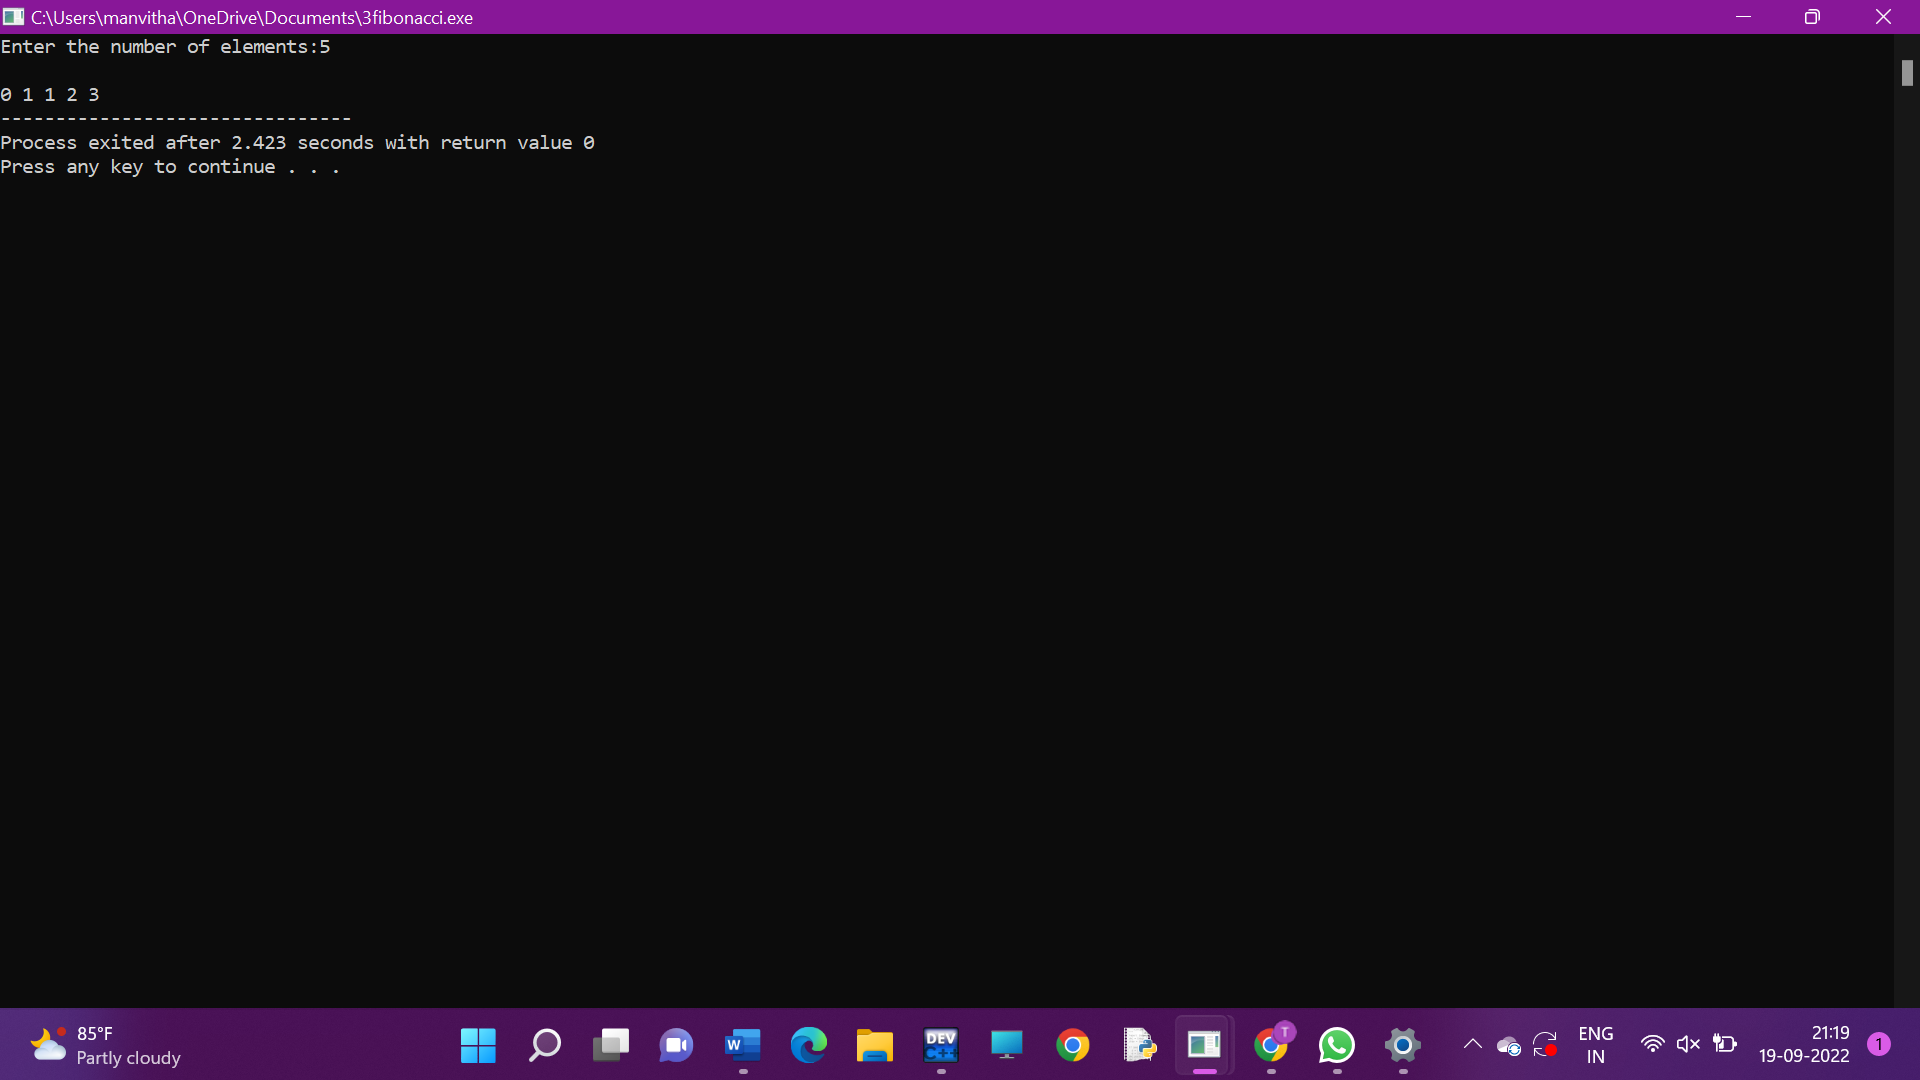 C:\Users\manvitha\OneDrive\Documents\3fibonacci.exe
Enter the number of elements:5
0 1 1 2 3
--------------------------------
Process exited after 2.423 seconds with return value 0
Press any key to continue . . .
85°F
Partly cloudy
W
DEV
C++
T
ENG
IN
21:19
19-09-2022
1